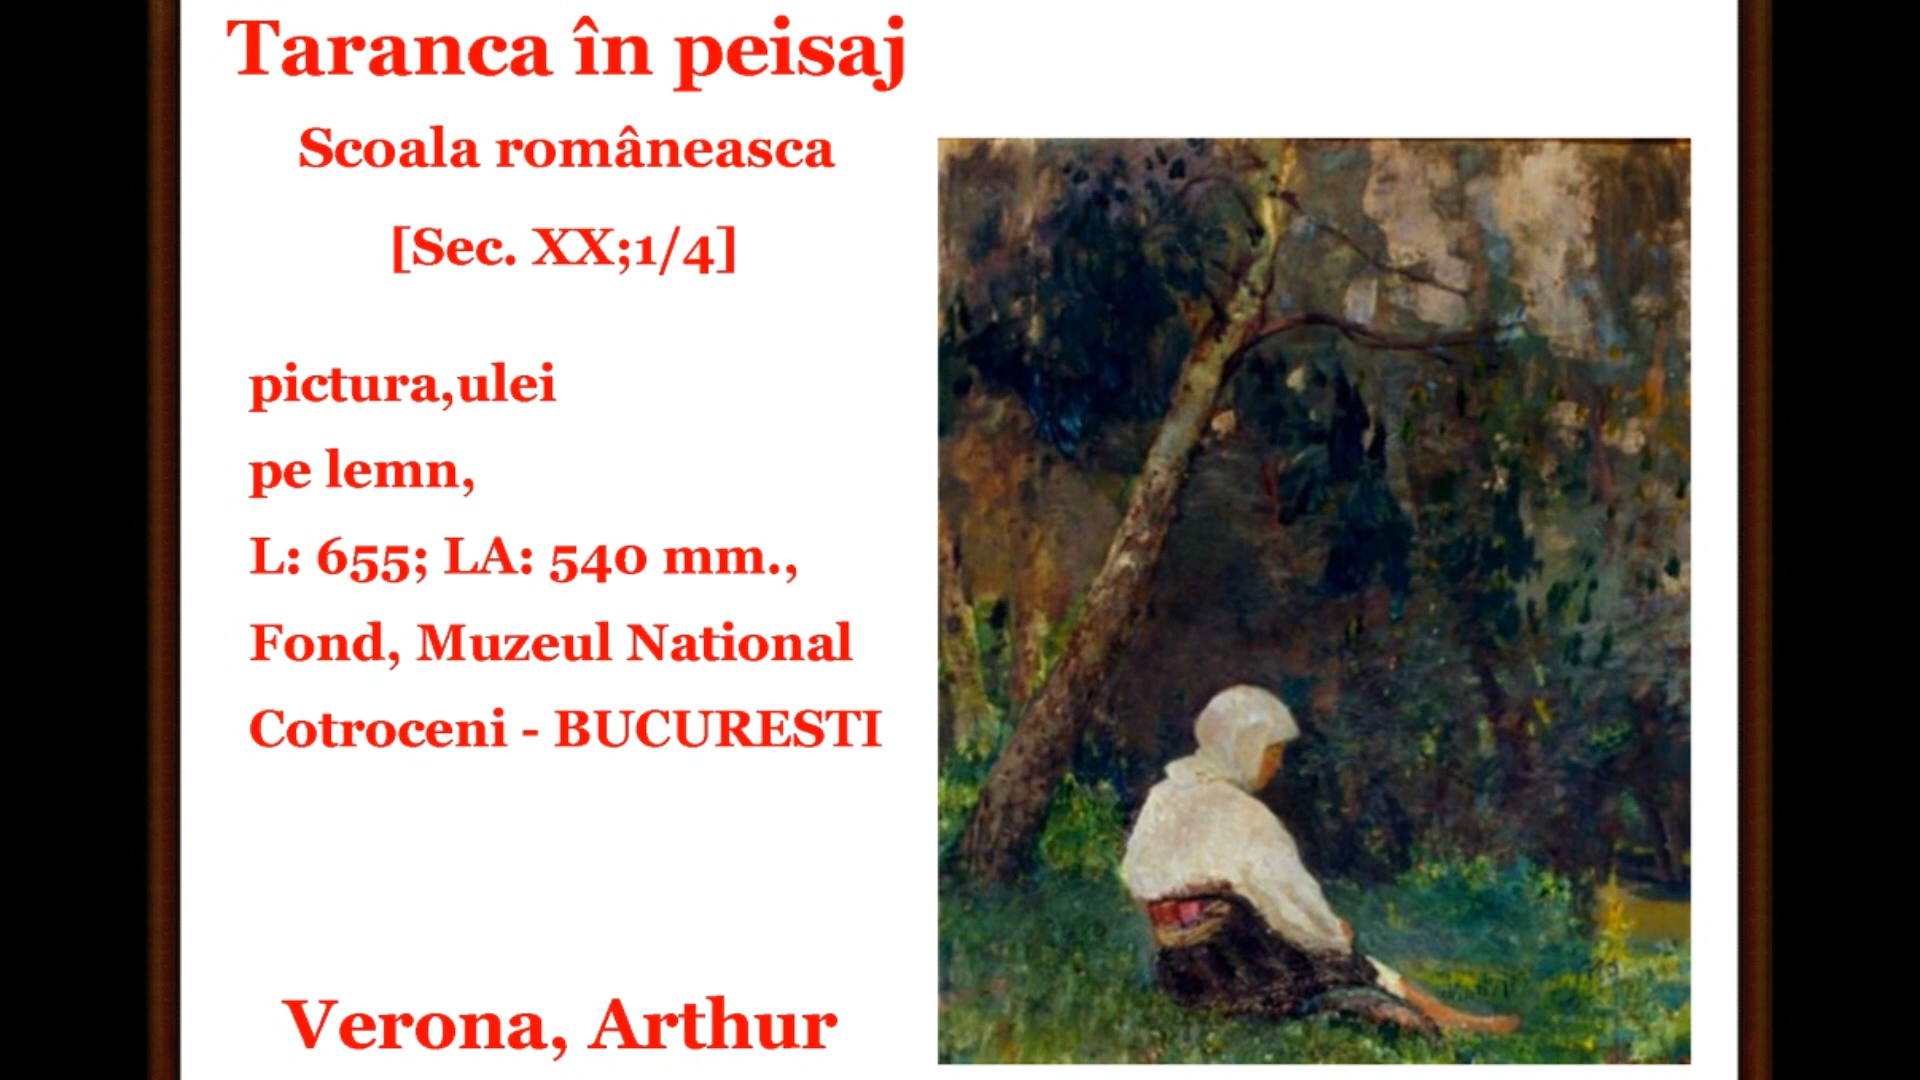 Taranca în peisaj
Scoala româneasca
[Sec. XX;1/4]
pictura,ulei
pe lemn,
L: 655; LA: 540 mm.,
Fond, Muzeul National
Cotroceni - BUCURESTI
Verona, Arthur